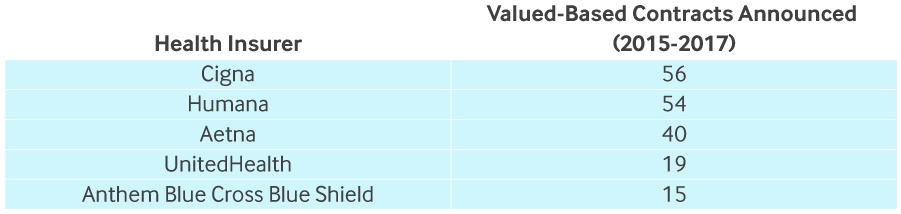 Health Insurer Valued-Based Contracts Announced
(2015-2017)
Cigna 56
Humana 54
Aetna 40
UnitedHealth 19
Anthem Blue Cross Blue Shield 15